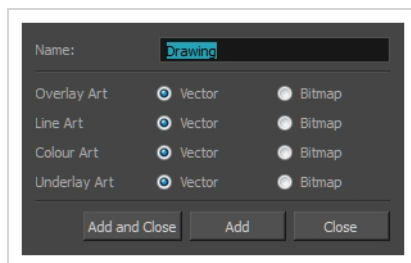 Name: Drawing
Overlay Art Vector Bitmap
Line Art Vector Bitmap
Colour Art Vector Bitmap
Underlay Art Vector Bitmap
Add and Close Add Close